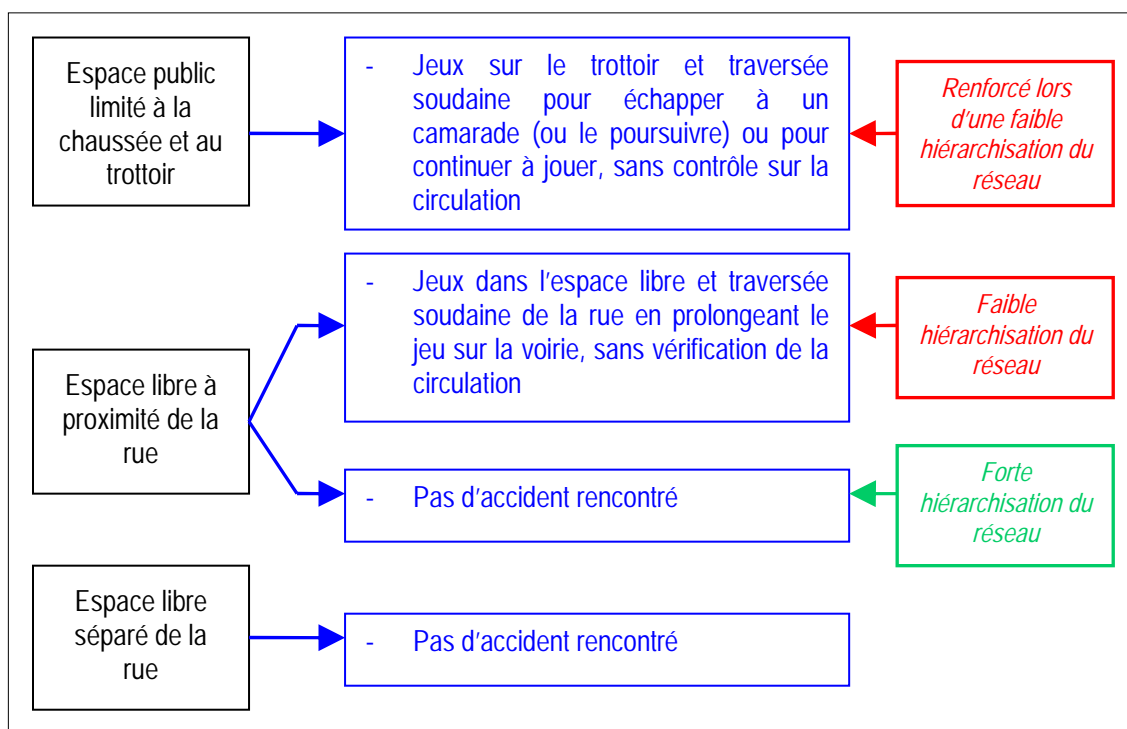 Espace public
limité à la
chaussée et au
trottoir
- Jeux sur le trottoir et traversée
soudaine pour échapper à un
camarade (ou le poursuivre) ou pour
continuer à jouer, sans contrôle sur la
circulation
Renforcé lors
d'une faible
hiérarchisation du
réseau
Espace libre à
proximité de la
rue
- Jeux dans l'espace libre et traversée
soudaine de la rue en prolongeant le
jeu sur la voirie, sans vérification de la
circulation
Faible
hiérarchisation du
réseau
- Pas d'accident rencontré
Forte
hiérarchisation du
réseau
Espace libre
séparé de la
rue
- Pas d'accident rencontré